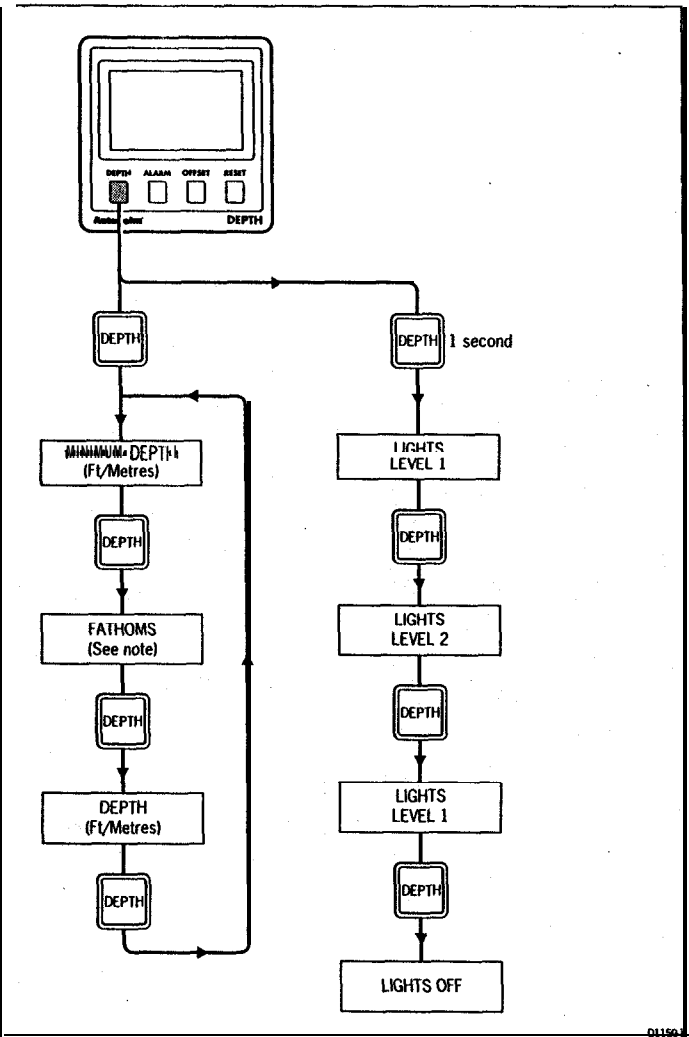 DEPTH ALARM OFFSET RESET
DEPTH
DEPTH
DEPTH 1 second
MINIMUM DEPTH
(Ft/Metres)
LIGHTS
LEVEL 1
DEPTH
DEPTH
FATHOMS
(See note)
LIGHTS
LEVEL 2
DEPTH
DEPTH
DEPTH
(Ft/Metres)
LIGHTS
LEVEL 1
DEPTH
DEPTH
LIGHTS OFF